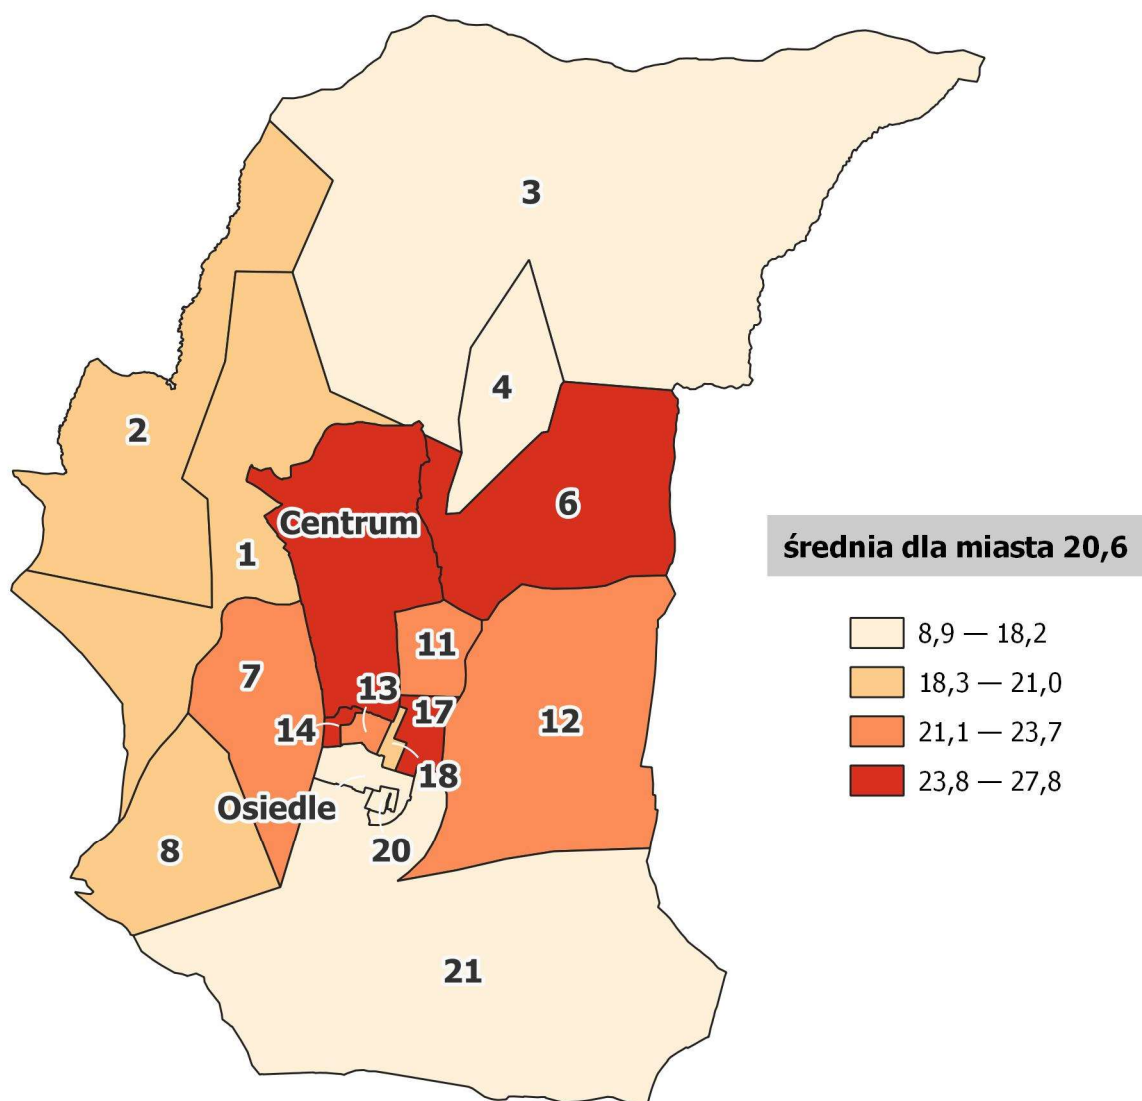 3
4
2
6
Centrum
1
średnia dla miasta 20,6
8,9 — 18,2
18,3 — 21,0
21,1 — 23,7
23,8 — 27,8
11
7
13
17
12
14
18
Osiedle
20
8
21